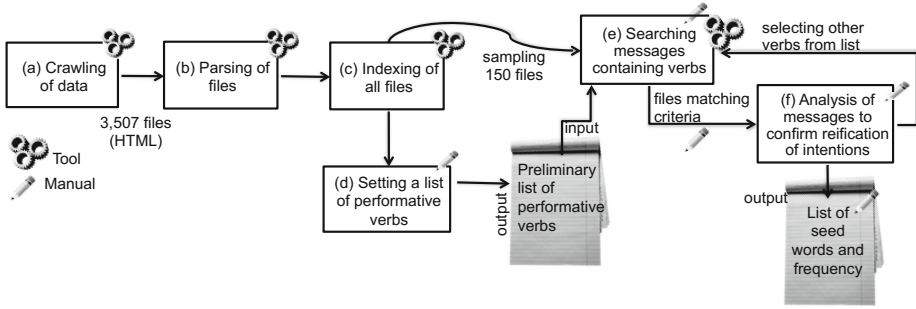 (a) Crawling
of data
3,507 files
(HTML)
(b) Parsing of
files
(c) Indexing of
all files
sampling
150 files
(d) Setting a list
of performative
verbs
output
Preliminary
list of
performative
verbs
input
(e) Searching
messages
containing verbs
selecting other
verbs from list
files matching
criteria
(f) Analysis of
messages to
confirm reification
of intentions
output
List of
seed
words and
frequency
Tool
Manual